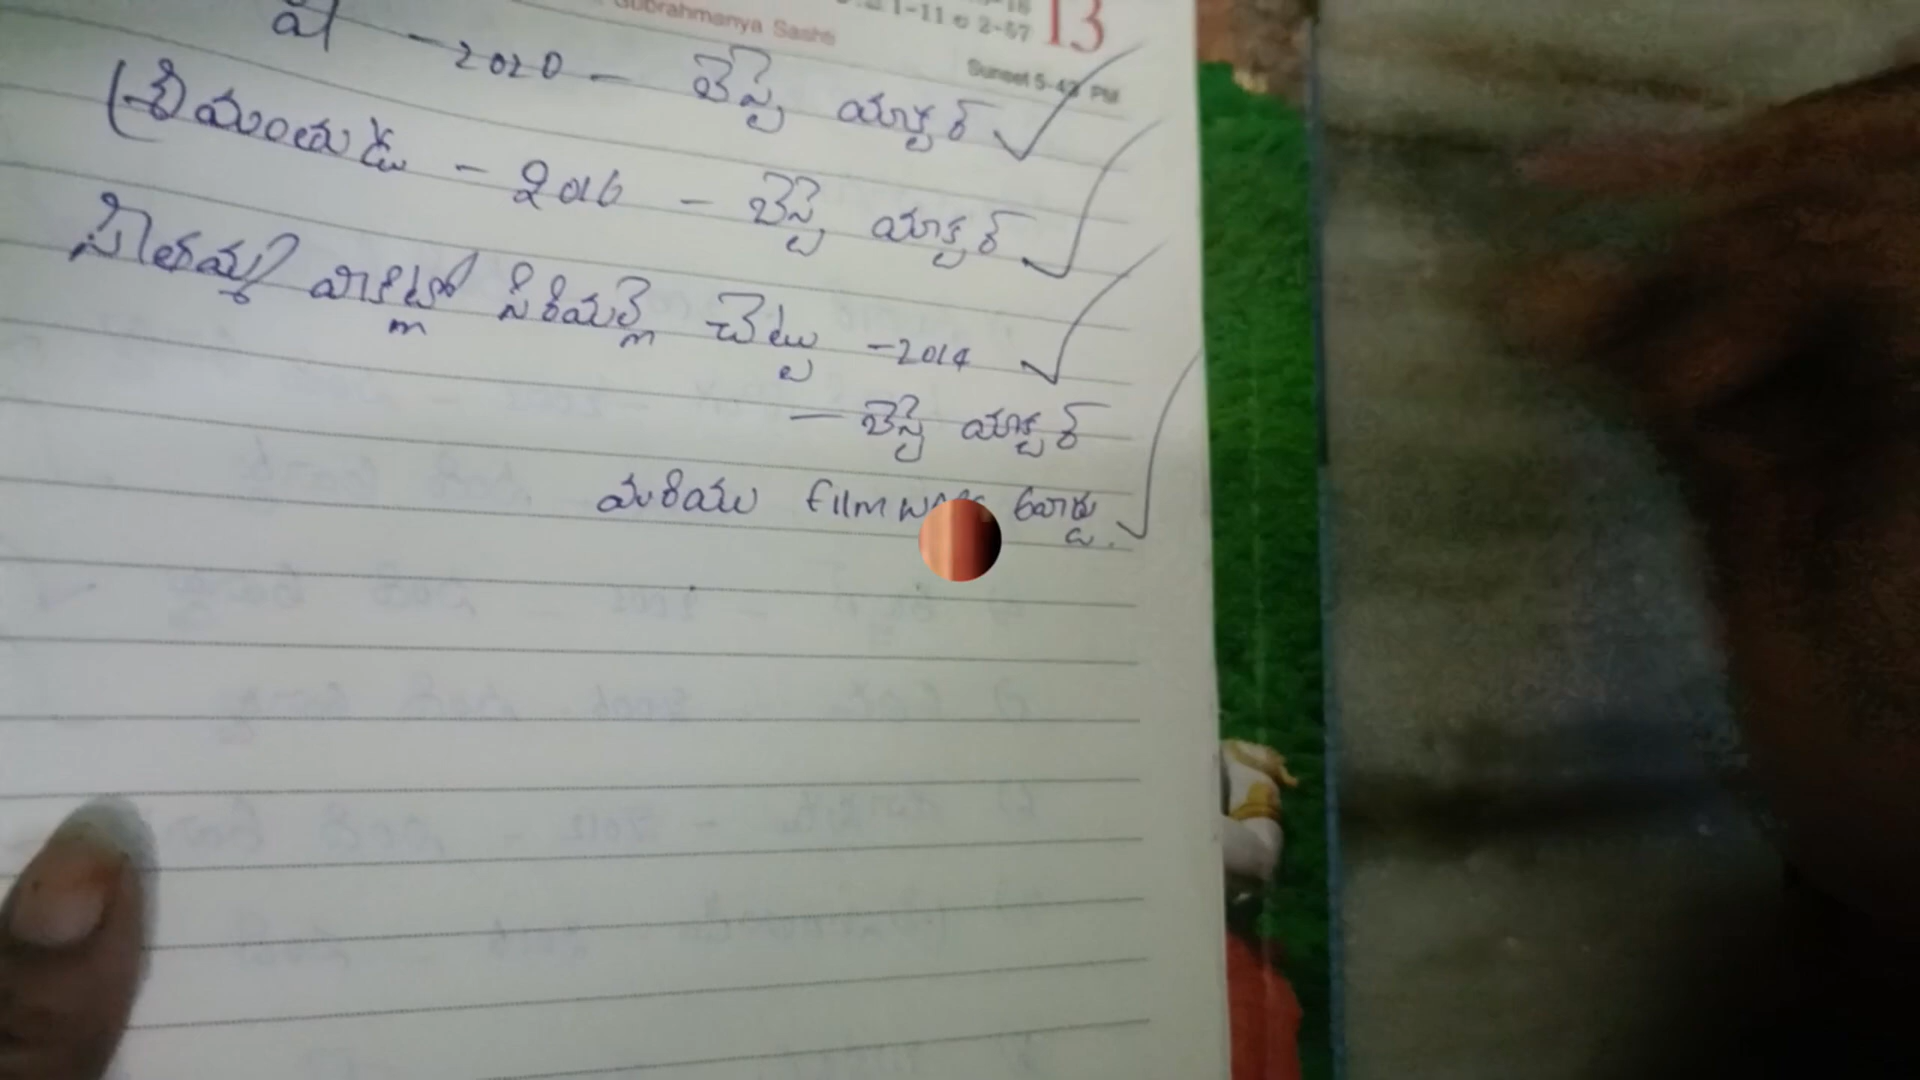 Subrahmanya Sashti
1-11 ల 2-57
13
Sunset 5-43 PM
-2020 - బెస్ట్ యాక్టర్
శ్రీమంతుడు - 2016 - బెస్ట్ యాక్టర్
సీతమ్మ వాకిట్లో సిరిమల్లె చెట్టు -2014
- బెస్ట్ యాక్టర్
మరియు film